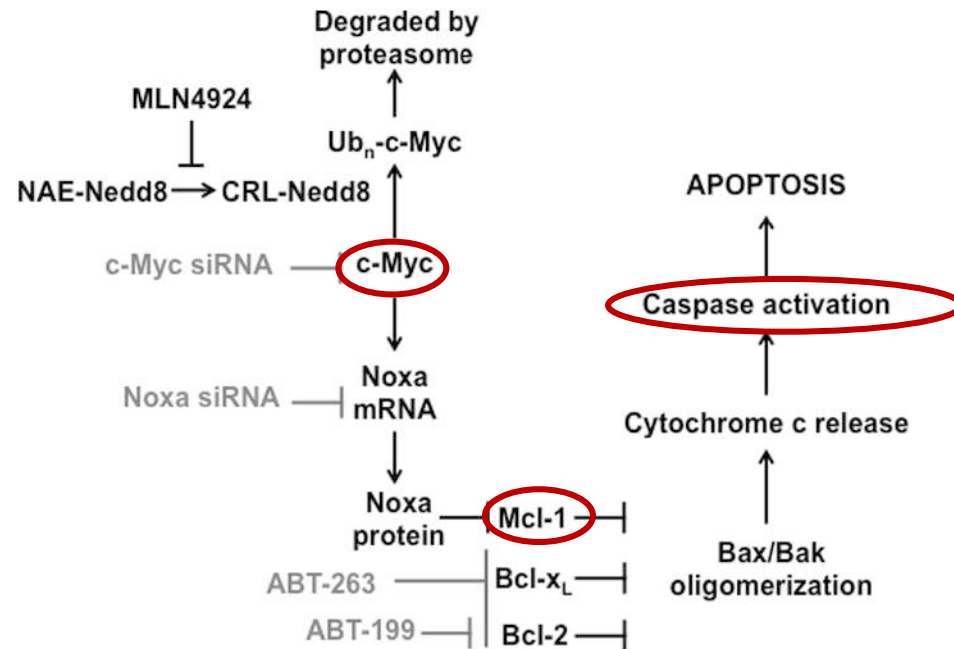 Degraded by
proteasome
MLN4924
Ubn-c-Myc
NAE-Nedd8
CRL-Nedd8
APOPTOSIS
c-Myc siRNA
c-Myc
Caspase activation
Noxa siRNA
Noxa
mRNA
Cytochrome c release
Noxa
protein
Mcl-1
Bax/Bak
oligomerization
ABT-263
Bcl-xL
ABT-199
Bcl-2